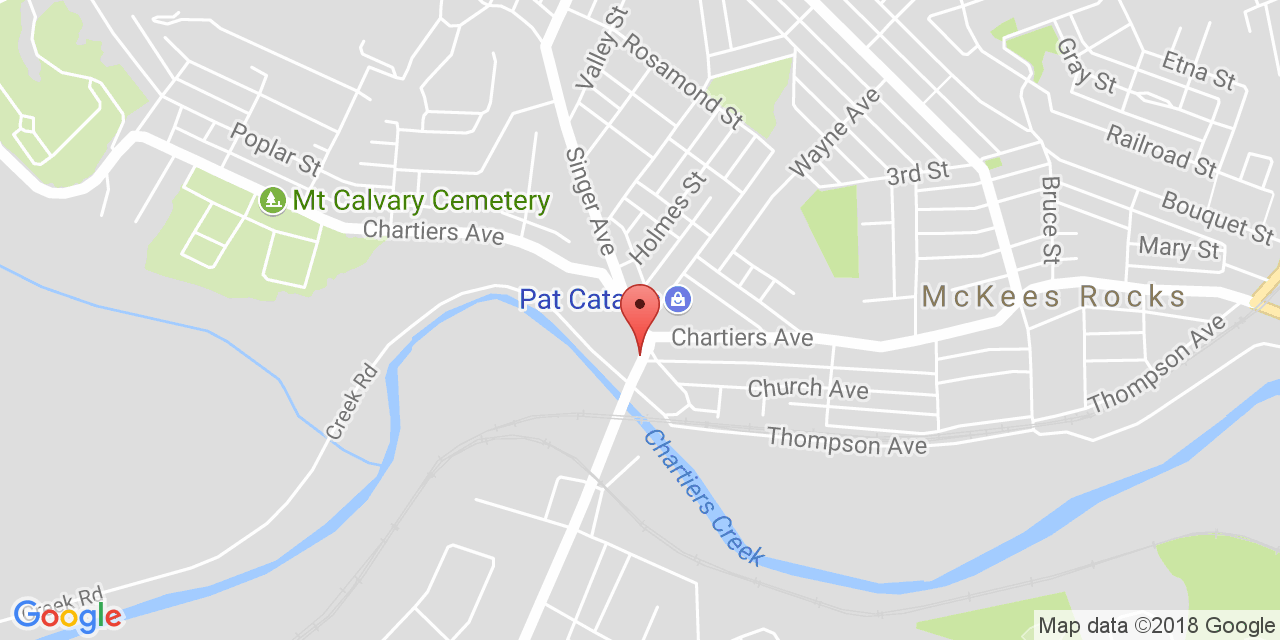 Valley St
Rosamond St
Gray St
Etna St
Poplar St
Wayne Ave
Railroad St
Singer Ave
3rd St
Mt Calvary Cemetery
Holmes St
Bruce St
Bouquet St
Chartiers Ave
Mary St
Pat Cata
McKees Rocks
Chartiers Ave
Thompson Ave
Church Ave
Creek Rd
Thompson Ave
Chartiers Creek
Creek Rd
Google
Map data ©2018 Google